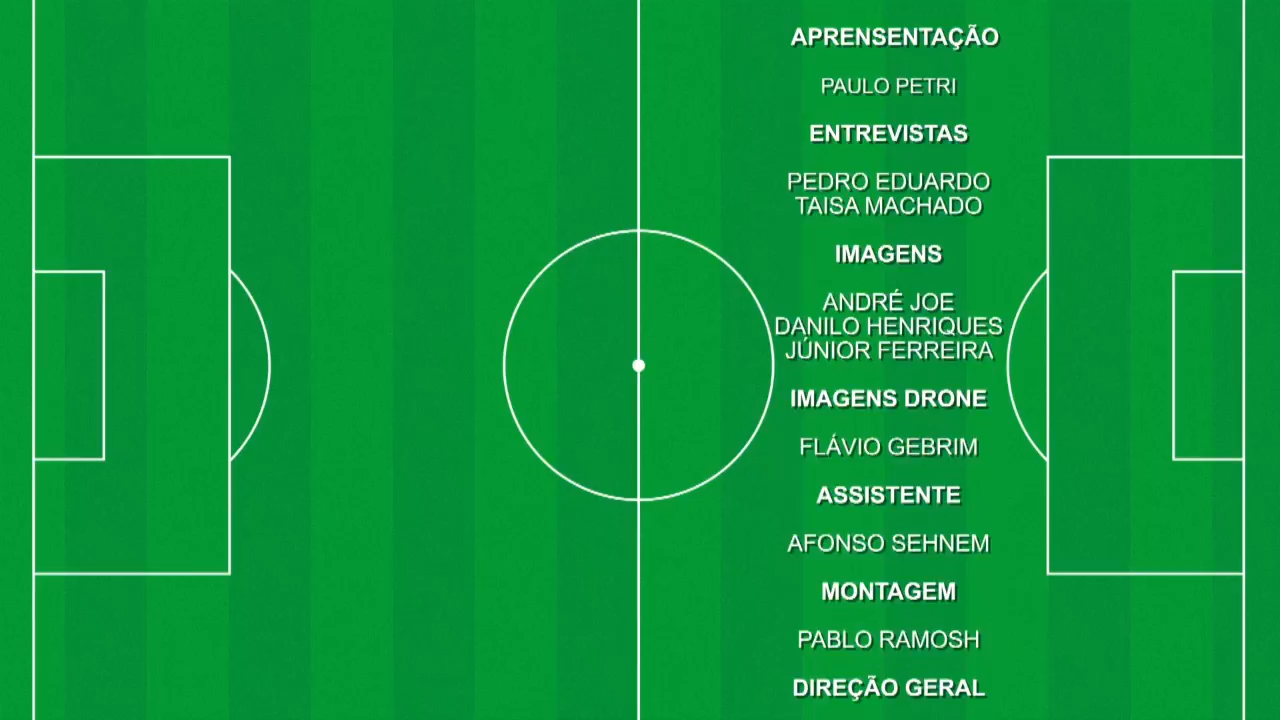 APRENSENTAÇÃO
PAULO PETRI
ENTREVISTAS
PEDRO EDUARDO
TAISA MACHADO
IMAGENS
ANDRÉ JOE
DANILO HENRIQUES
JÚNIOR FERREIRA
IMAGENS DRONE
FLÁVIO GEBRIM
ASSISTENTE
AFONSO SEHNEM
MONTAGEM
PABLO RAMOSH
DIREÇÃO GERAL